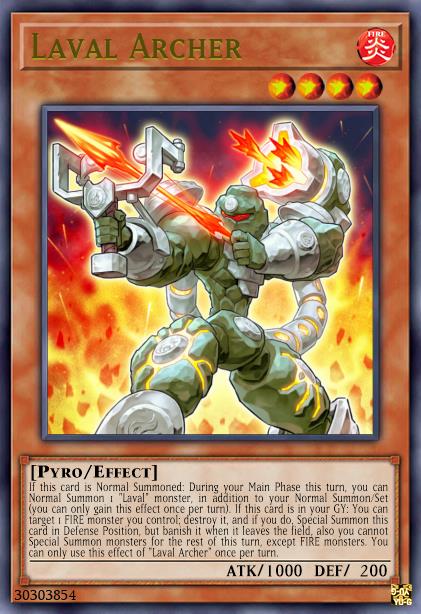 LAVAL ARCHER
FIRE
炎
[PYRO/EFFECT]
If this card is Normal Summoned: During your Main Phase this turn, you can
Normal Summon 1 "Laval" monster, in addition to your Normal Summon/Set
(you can only gain this effect once per turn). If this card is in your GY: You can
target 1 FIRE monster you control; destroy it, and if you do, Special Summon this
card in Defense Position, but banish it when it leaves the field, also you cannot
Special Summon monsters for the rest of this turn, except FIRE monsters. You
can only use this effect of "Laval Archer" once per turn.
ATK/1000 DEF/ 200
30303854